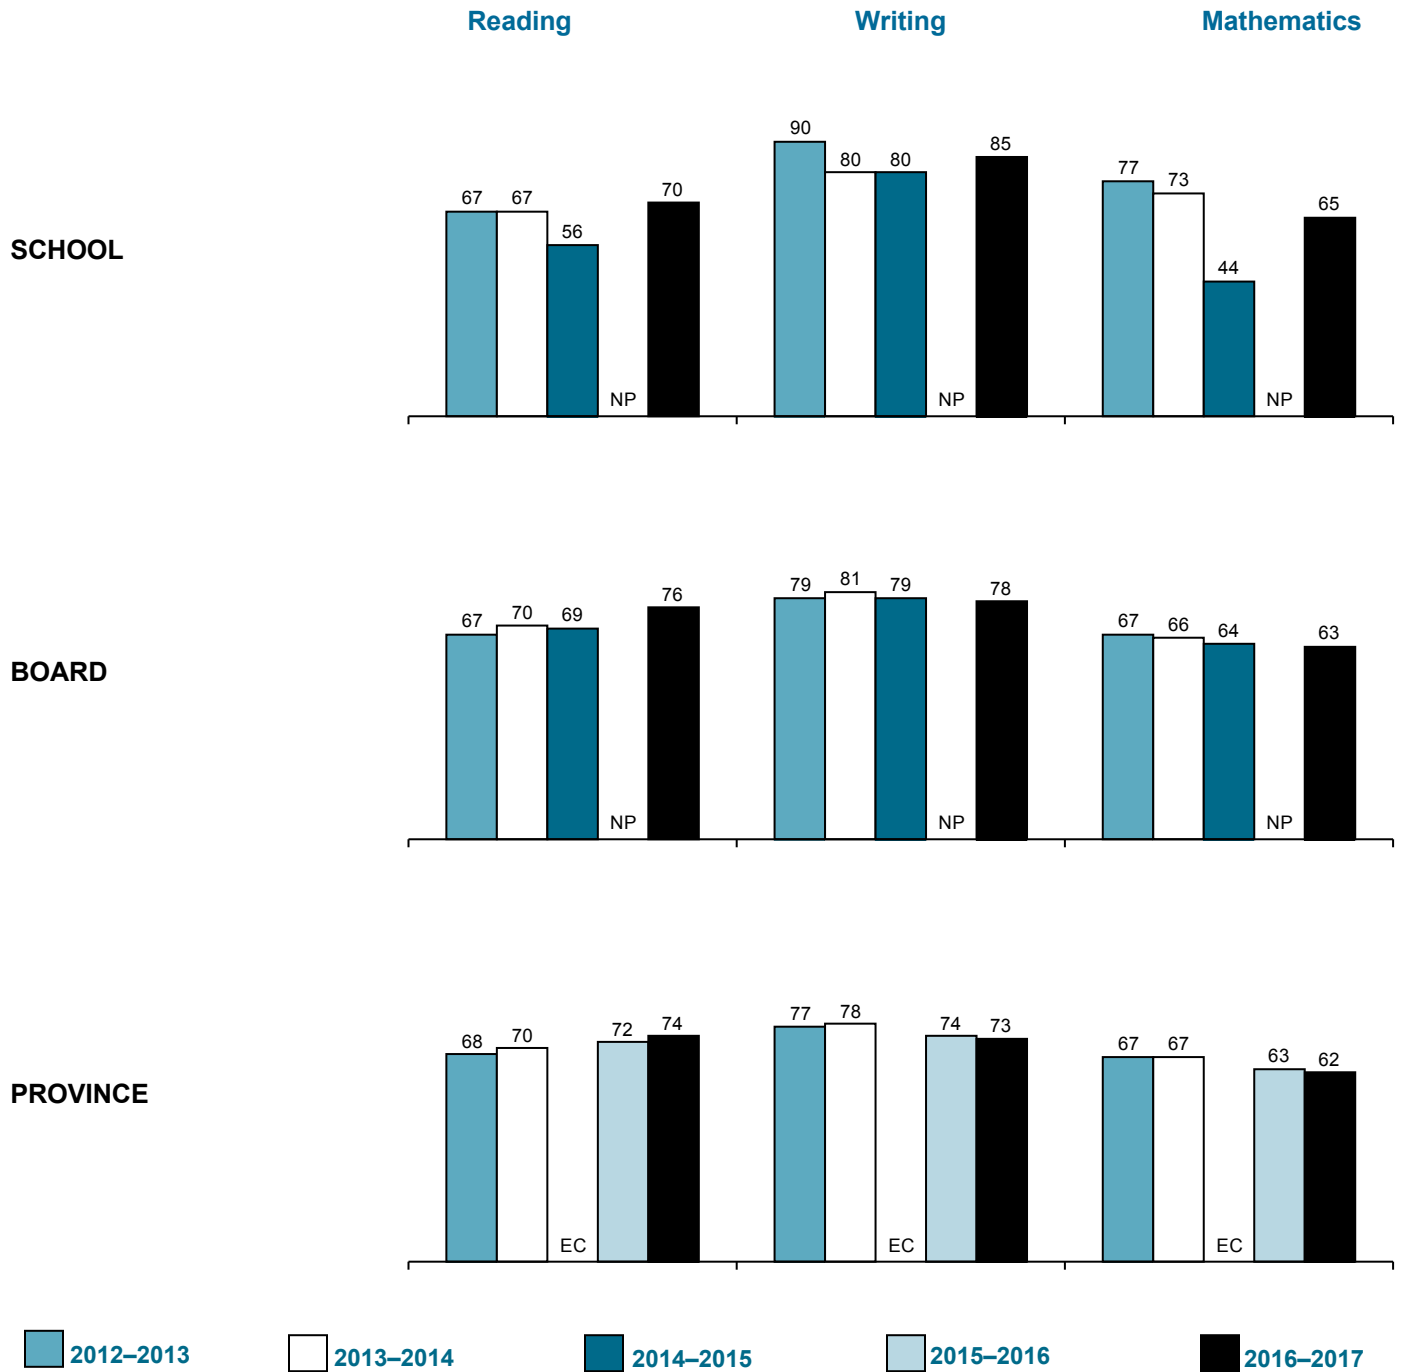 Reading Writing Mathematics
SCHOOL
67 67 56 NP 70
90 80 80 NP 85
77 73 44 NP 65
BOARD
67 70 69 NP 76
79 81 79 NP 78
67 66 64 NP 63
PROVINCE
68 70 EC 72 74
77 78 EC 74 73
67 67 EC 63 62
2012–2013 2013–2014 2014–2015 2015–2016 2016–2017